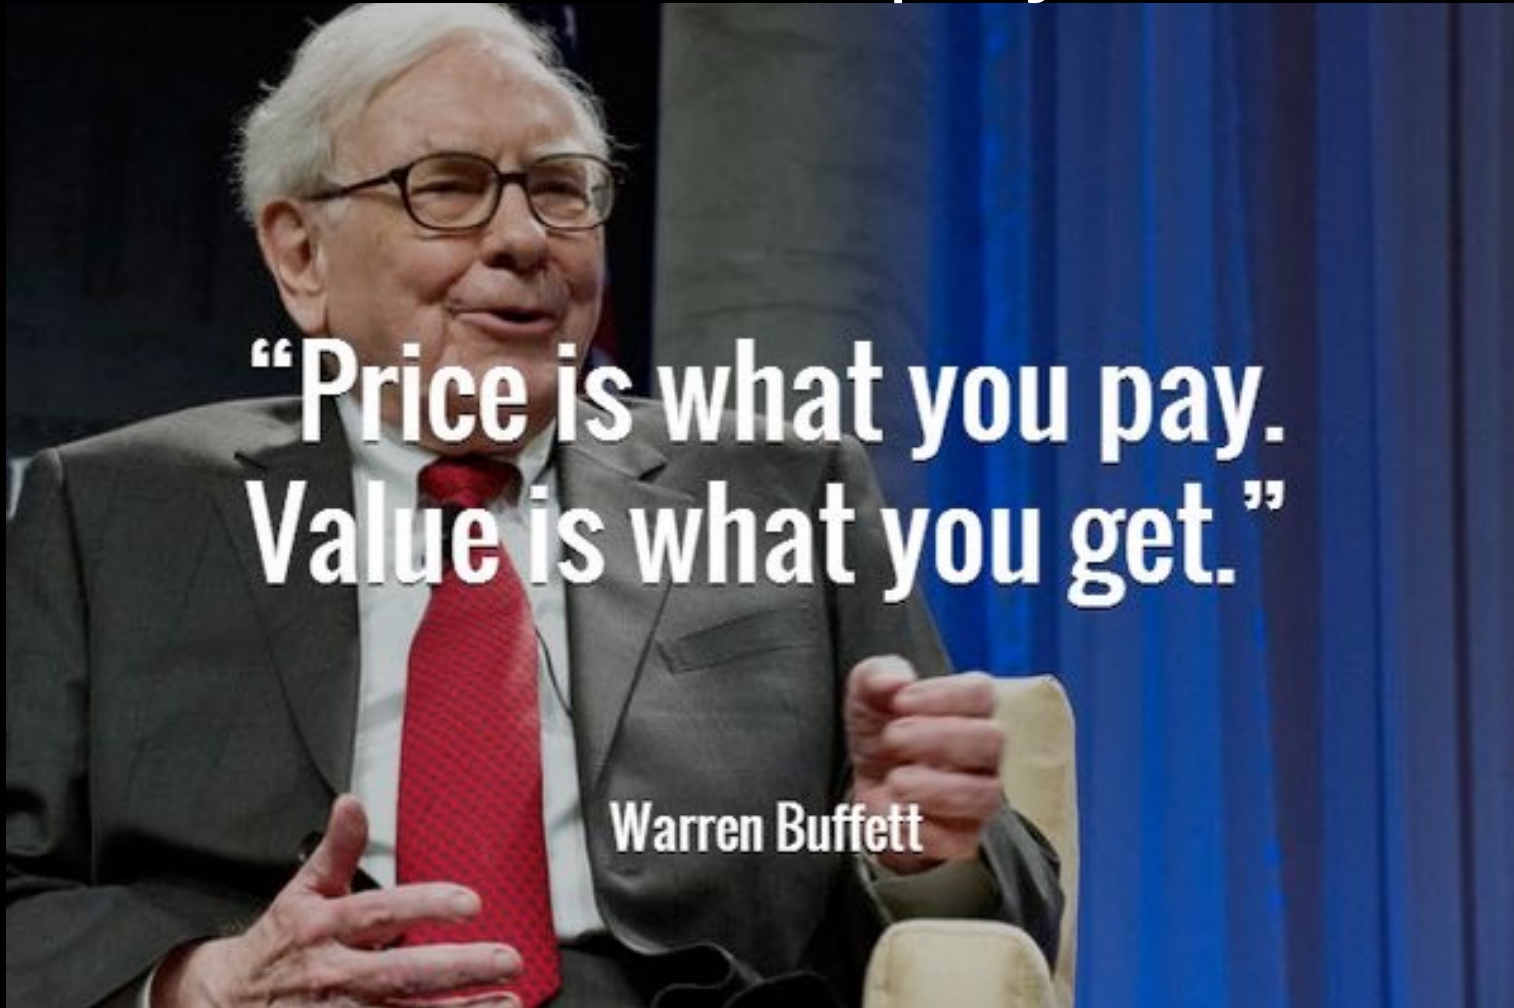 “Price is what you pay.
Value is what you get.”
Warren Buffett